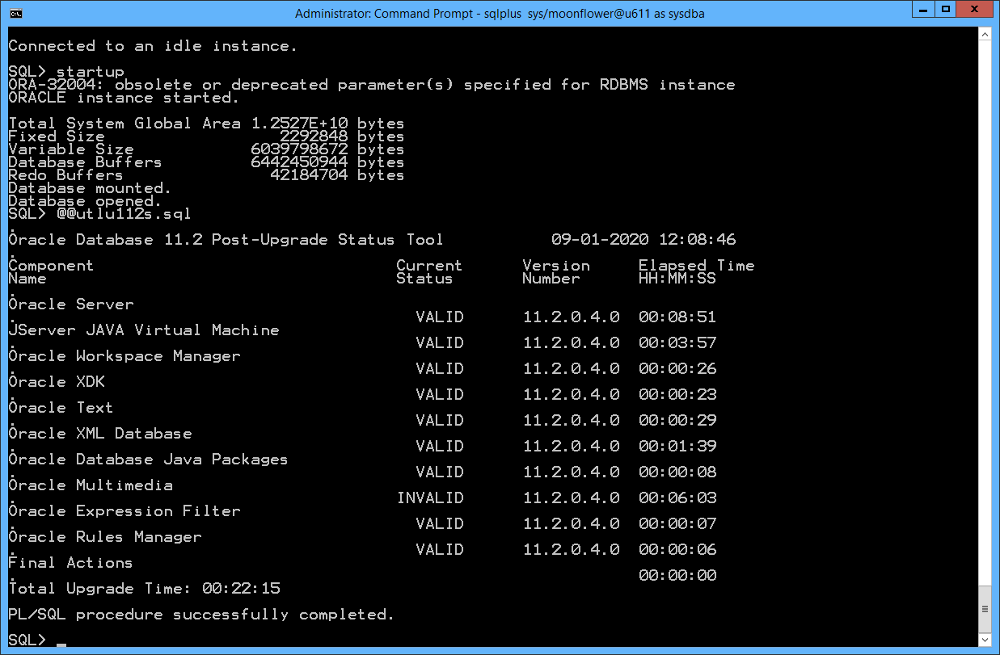 Administrator: Command Prompt - sqlplus  sys/moonflower@u611 as sysdba
Connected to an idle instance.
SQL> startup
ORA-32004: obsolete or deprecated parameter(s) specified for RDBMS instance
ORACLE instance started.
Total System Global Area 1.2527E+10 bytes
Fixed Size                  2292848 bytes
Variable Size            6039798672 bytes
Database Buffers         6442450944 bytes
Redo Buffers               42184704 bytes
Database mounted.
Database opened.
SQL> @@utlu112s.sql
.
Oracle Database 11.2 Post-Upgrade Status Tool           09-01-2020 12:08:46
.
Component                               Current      Version     Elapsed Time
Name                                    Status       Number      HH:MM:SS
.
Oracle Server
                                          VALID      11.2.0.4.0  00:08:51
.
JServer JAVA Virtual Machine
                                          VALID      11.2.0.4.0  00:03:57
.
Oracle Workspace Manager
                                          VALID      11.2.0.4.0  00:00:26
.
Oracle XDK
                                          VALID      11.2.0.4.0  00:00:23
.
Oracle Text
                                          VALID      11.2.0.4.0  00:00:29
.
Oracle XML Database
                                          VALID      11.2.0.4.0  00:01:39
.
Oracle Database Java Packages
                                          VALID      11.2.0.4.0  00:00:08
.
Oracle Multimedia
                                        INVALID      11.2.0.4.0  00:06:03
.
Oracle Expression Filter
                                          VALID      11.2.0.4.0  00:00:07
.
Oracle Rules Manager
                                          VALID      11.2.0.4.0  00:00:06
.
Final Actions
                                                                 00:00:00
.
Total Upgrade Time: 00:22:15
PL/SQL procedure successfully completed.
SQL>